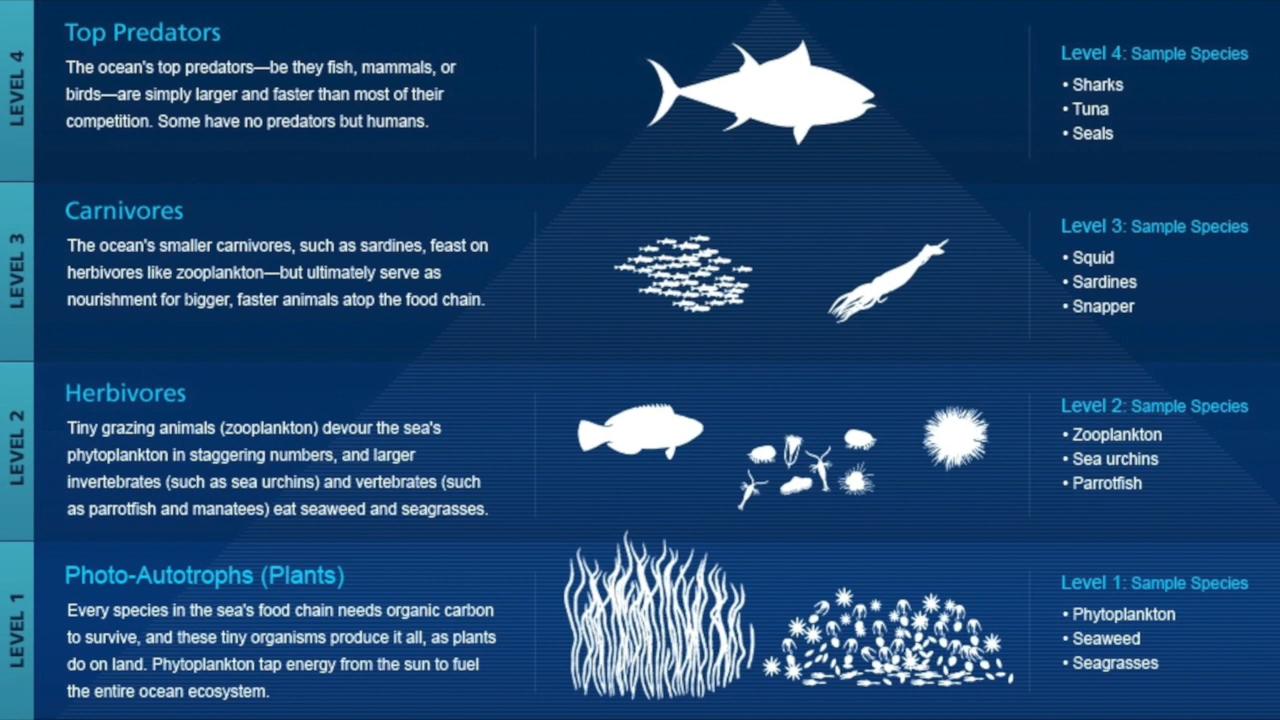 LEVEL 4
Top Predators
The ocean's top predators—be they fish, mammals, or
birds—are simply larger and faster than most of their
competition. Some have no predators but humans.
Level 4: Sample Species
• Sharks
• Tuna
• Seals
LEVEL 3
Carnivores
The ocean's smaller carnivores, such as sardines, feast on
herbivores like zooplankton—but ultimately serve as
nourishment for bigger, faster animals atop the food chain.
Level 3: Sample Species
• Squid
• Sardines
• Snapper
LEVEL 2
Herbivores
Tiny grazing animals (zooplankton) devour the sea's
phytoplankton in staggering numbers, and larger
invertebrates (such as sea urchins) and vertebrates (such
as parrotfish and manatees) eat seaweed and seagrasses.
Level 2: Sample Species
• Zooplankton
• Sea urchins
• Parrotfish
LEVEL 1
Photo-Autotrophs (Plants)
Every species in the sea's food chain needs organic carbon
to survive, and these tiny organisms produce it all, as plants
do on land. Phytoplankton tap energy from the sun to fuel
the entire ocean ecosystem.
Level 1: Sample Species
• Phytoplankton
• Seaweed
• Seagrasses